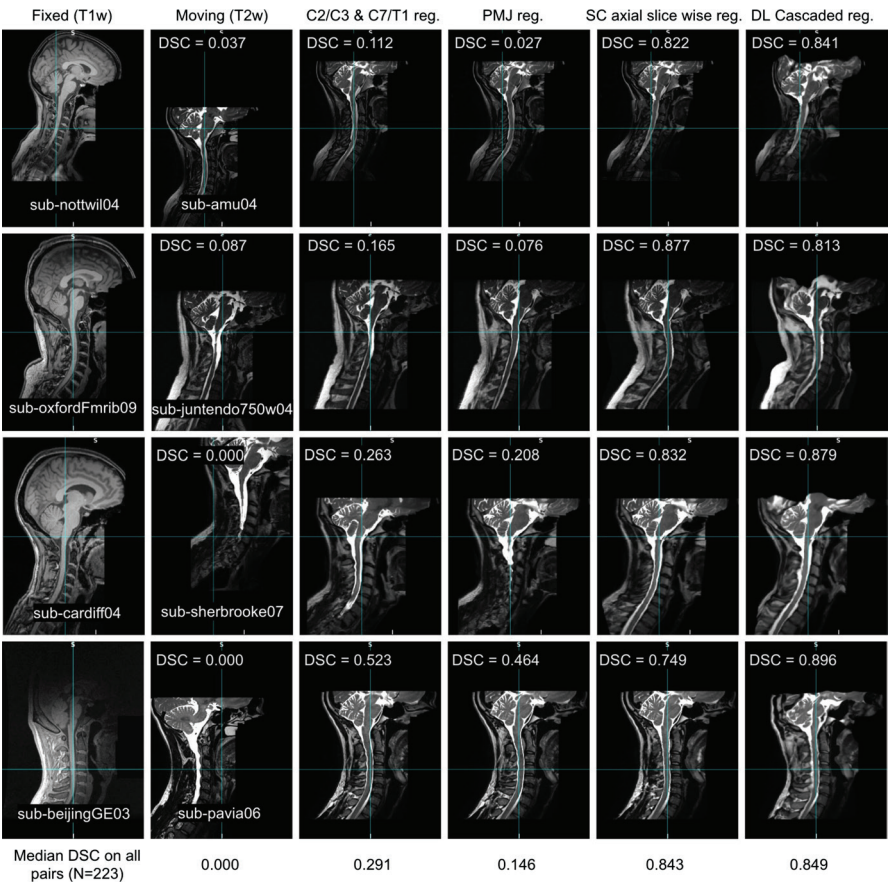 Fixed (T1w) Moving (T2w) C2/C3 & C7/T1 reg. PMJ reg. SC axial slice wise reg. DL Cascaded reg.
S
DSC = 0.037 DSC = 0.112 DSC = 0.027 DSC = 0.822 DSC = 0.841
sub-nottwil04 sub-amu04
S
DSC = 0.087 DSC = 0.165 DSC = 0.076 DSC = 0.877 DSC = 0.813
sub-oxfordFmrib09 sub-juntendo750w04
S
DSC = 0.000 DSC = 0.263 DSC = 0.208 DSC = 0.832 DSC = 0.879
sub-cardiff04 sub-sherbrooke07
S
DSC = 0.000 DSC = 0.523 DSC = 0.464 DSC = 0.749 DSC = 0.896
sub-beijingGE03 sub-pavia06
Median DSC on all
pairs (N=223) 0.000 0.291 0.146 0.843 0.849